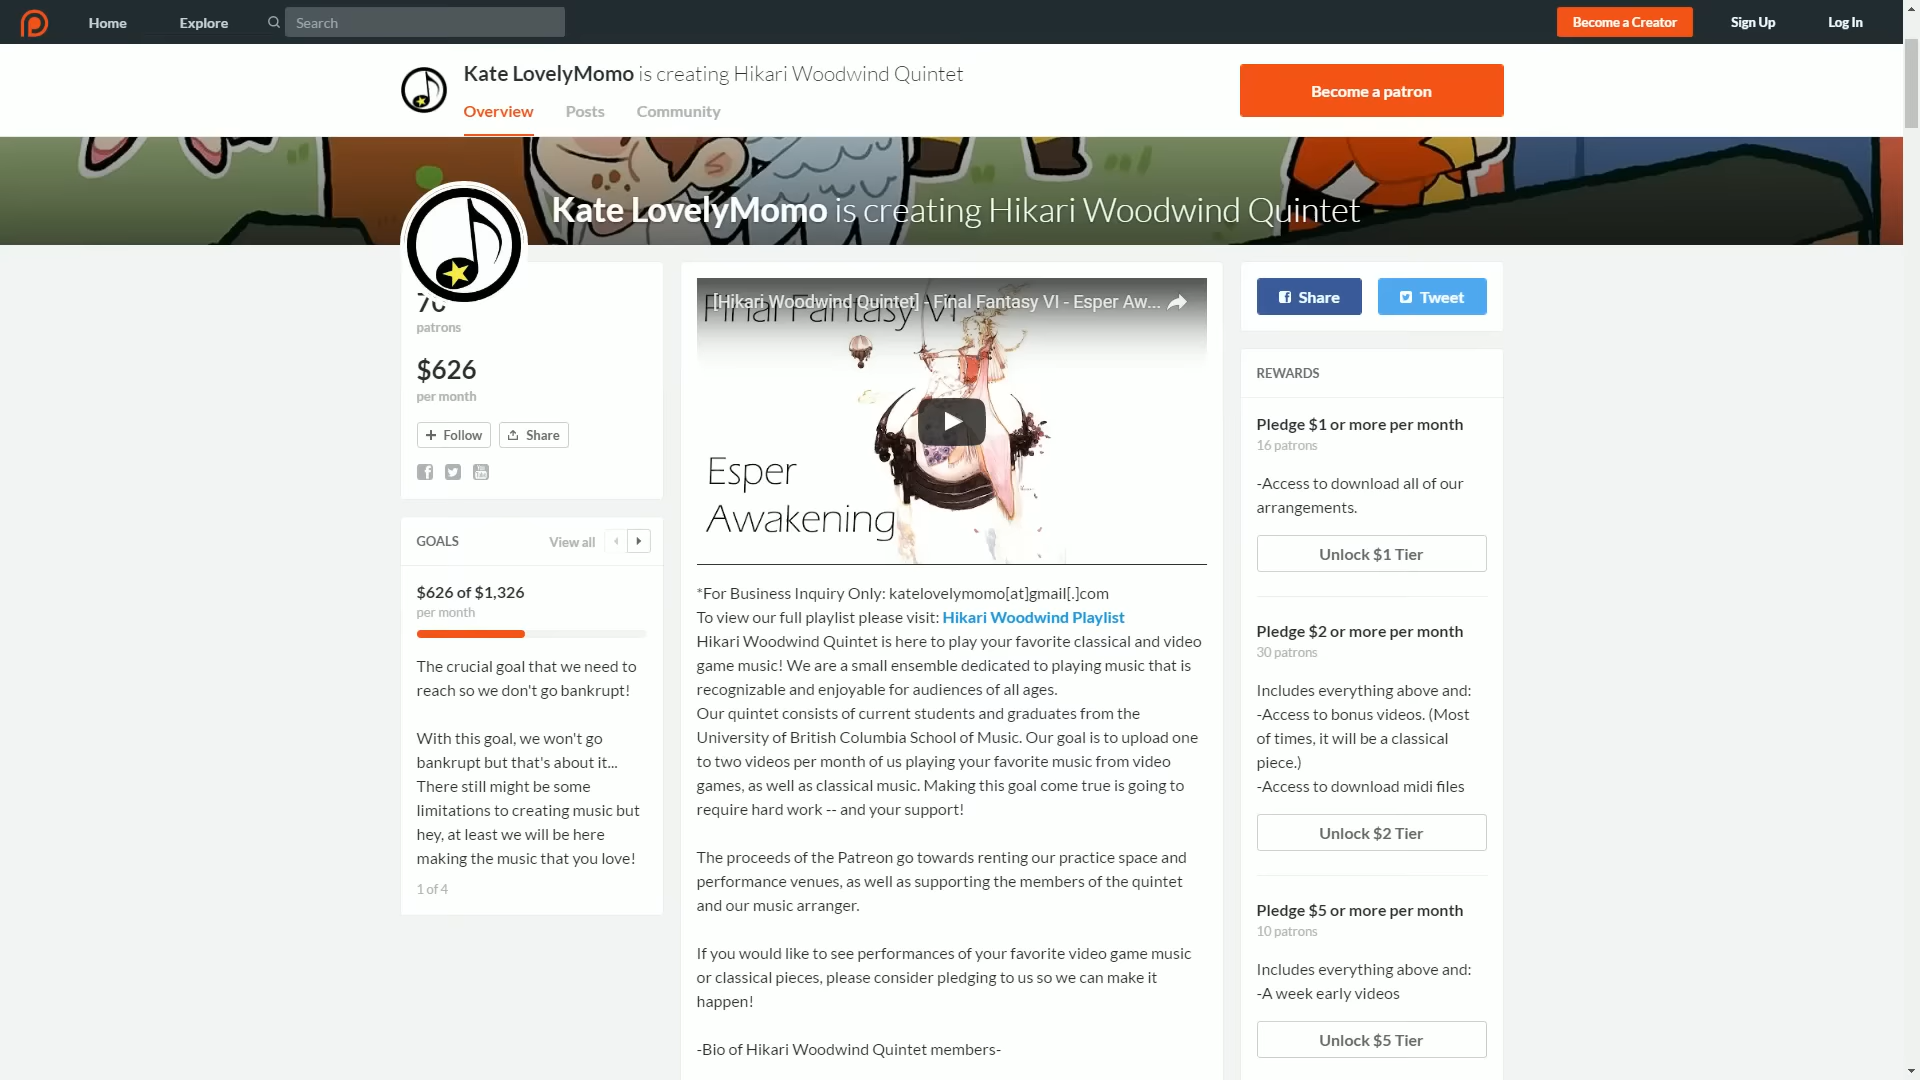 Home Explore Search Become a Creator Sign Up Log In
Kate LovelyMomo is creating Hikari Woodwind Quintet
Become a patron
Overview Posts Community
Kate LovelyMomo is creating Hikari Woodwind Quintet
patrons
$626
per month
Follow Share
GOALS View all
$626 of $1,326
per month
The crucial goal that we need to
reach so we don't go bankrupt!
With this goal, we won't go
bankrupt but that's about it...
There still might be some
limitations to creating music but
hey, at least we will be here
making the music that you love!
1 of 4
[Hikari Woodwind Quintet] - Final Fantasy VI - Esper Aw...
Final Fantasy VI
Esper
Awakening
*For Business Inquiry Only: katelovelymomo[at]gmail[.]com
To view our full playlist please visit: Hikari Woodwind Playlist
Hikari Woodwind Quintet is here to play your favorite classical and video
game music! We are a small ensemble dedicated to playing music that is
recognizable and enjoyable for audiences of all ages.
Our quintet consists of current students and graduates from the
University of British Columbia School of Music. Our goal is to upload one
to two videos per month of us playing your favorite music from video
games, as well as classical music. Making this goal come true is going to
require hard work -- and your support!
The proceeds of the Patreon go towards renting our practice space and
performance venues, as well as supporting the members of the quintet
and our music arranger.
If you would like to see performances of your favorite video game music
or classical pieces, please consider pledging to us so we can make it
happen!
-Bio of Hikari Woodwind Quintet members-
Share Tweet
REWARDS
Pledge $1 or more per month
16 patrons
-Access to download all of our
arrangements.
Unlock $1 Tier
Pledge $2 or more per month
30 patrons
Includes everything above and:
-Access to bonus videos. (Most
of times, it will be a classical
piece.)
-Access to download midi files
Unlock $2 Tier
Pledge $5 or more per month
10 patrons
Includes everything above and:
-A week early videos
Unlock $5 Tier